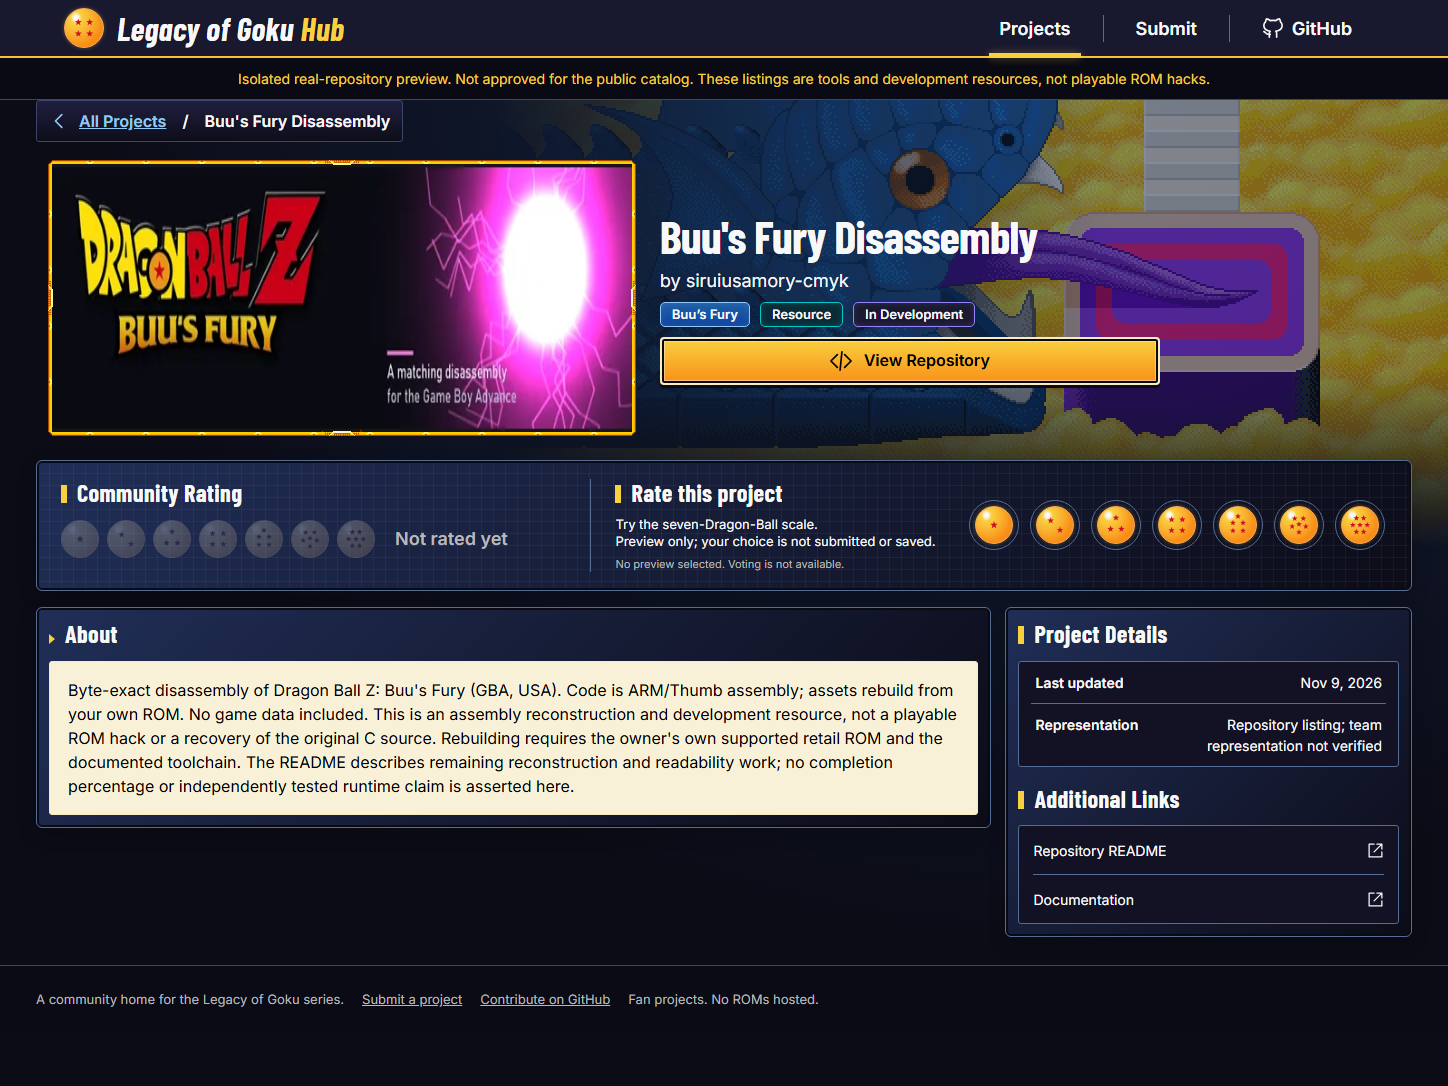 Legacy of Goku Hub
Projects
Submit
GitHub
Isolated real-repository preview. Not approved for the public catalog. These listings are tools and development resources, not playable ROM hacks.
All Projects / Buu's Fury Disassembly
DRAGON BALL Z
BUU'S FURY
A matching disassembly
for the Game Boy Advance
Buu's Fury Disassembly
by siruiusamory-cmyk
Buu's Fury
Resource
In Development
View Repository
Community Rating
Not rated yet
Rate this project
Try the seven-Dragon-Ball scale.
Preview only; your choice is not submitted or saved.
No preview selected. Voting is not available.
About
Byte-exact disassembly of Dragon Ball Z: Buu's Fury (GBA, USA). Code is ARM/Thumb assembly; assets rebuild from
your own ROM. No game data included. This is an assembly reconstruction and development resource, not a playable
ROM hack or a recovery of the original C source. Rebuilding requires the owner's own supported retail ROM and the
documented toolchain. The README describes remaining reconstruction and readability work; no completion
percentage or independently tested runtime claim is asserted here.
Project Details
Last updated Nov 9, 2026
Representation Repository listing; team
representation not verified
Additional Links
Repository README
Documentation
A community home for the Legacy of Goku series. Submit a project Contribute on GitHub Fan projects. No ROMs hosted.